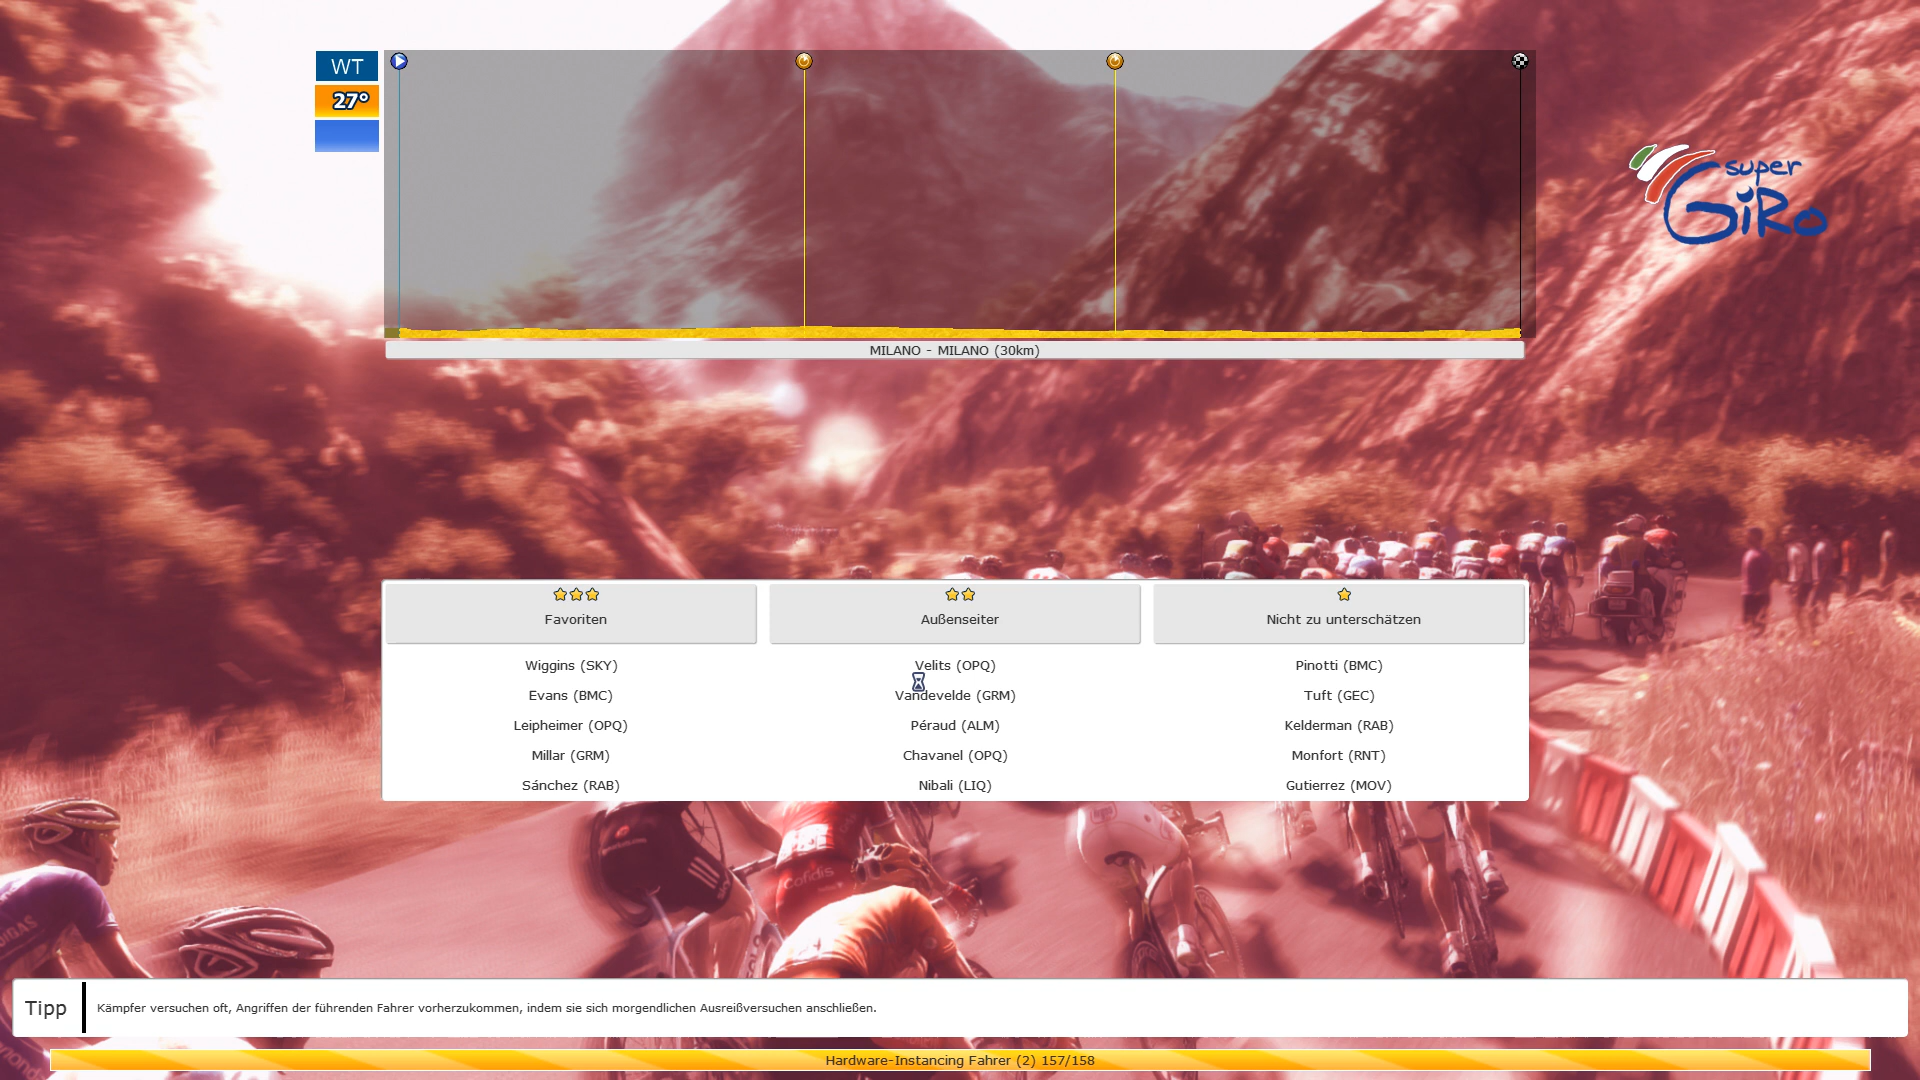 WT
27°
super
GiRo
MILANO - MILANO (30km)
Favoriten
Außenseiter
Nicht zu unterschätzen
Wiggins (SKY)
Velits (OPQ)
Pinotti (BMC)
Evans (BMC)
Vandevelde (GRM)
Tuft (GEC)
Leipheimer (OPQ)
Péraud (ALM)
Kelderman (RAB)
Millar (GRM)
Chavanel (OPQ)
Monfort (RNT)
Sánchez (RAB)
Nibali (LIQ)
Gutierrez (MOV)
Cofidis
Tipp
Kämpfer versuchen oft, Angriffen der führenden Fahrer vorherzukommen, indem sie sich morgendlichen Ausreißversuchen anschließen.
Hardware-Instancing Fahrer (2) 157/158